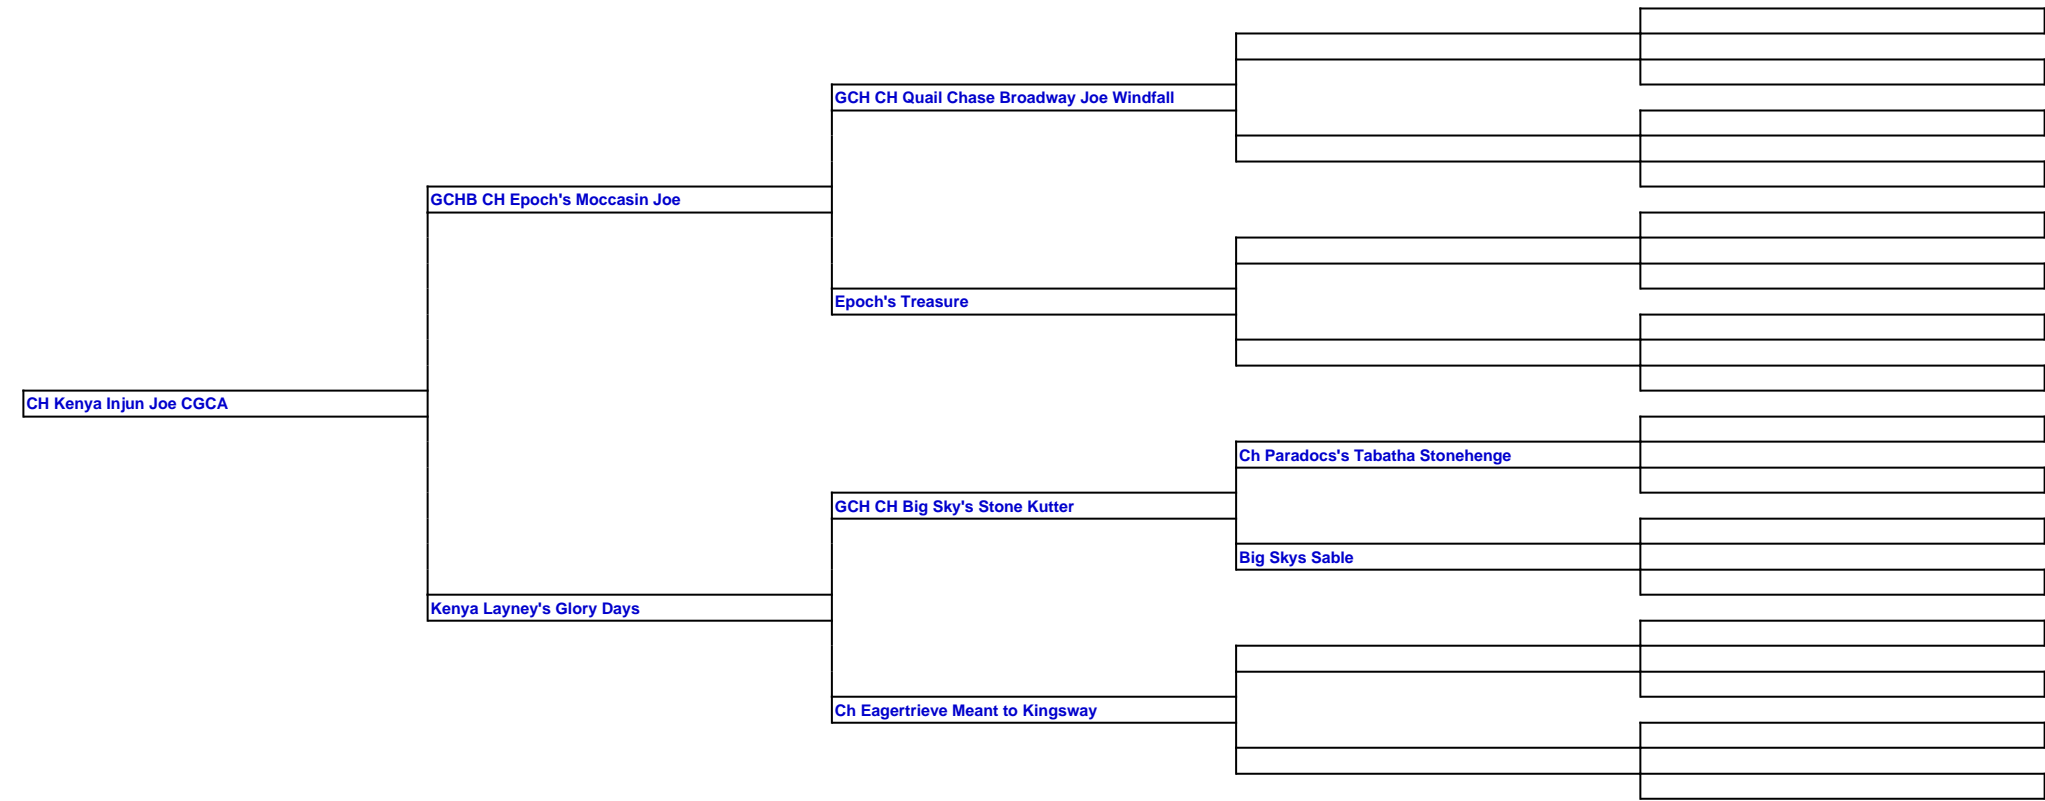 GCH CH Quail Chase Broadway Joe Windfall
GCHB CH Epoch's Moccasin Joe
Epoch's Treasure
CH Kenya Injun Joe CGCA
Ch Paradocs's Tabatha Stonehenge
GCH CH Big Sky's Stone Kutter
Big Skys Sable
Kenya Layney's Glory Days
Ch Eagertrieve Meant to Kingsway